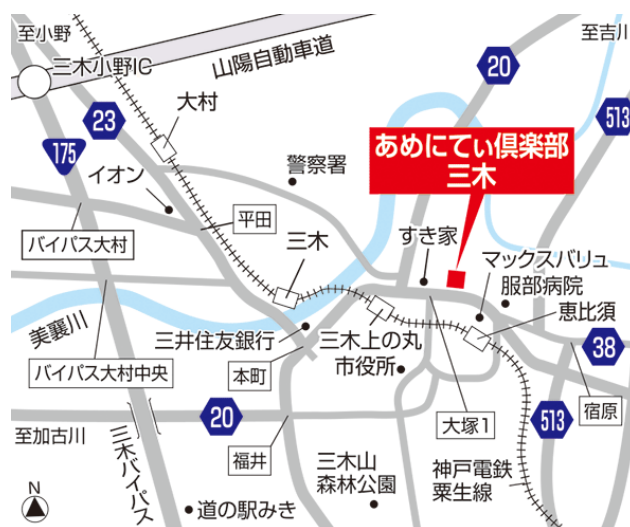 至小野
至吉川
三木小野IC
山陽自動車道
20
23
大村
513
175
あめにてぃ倶楽部
三木
警察署
イオン
平田
バイパス大村
三木
すき家
マックスバリュ
服部病院
恵比須
美嚢川
三井住友銀行
三木上の丸
市役所
38
バイパス大村中央
本町
大塚1
宿原
20
513
至加古川
福井
三木バイパス
三木山
森林公園
神戸電鉄
粟生線
N
道の駅みき